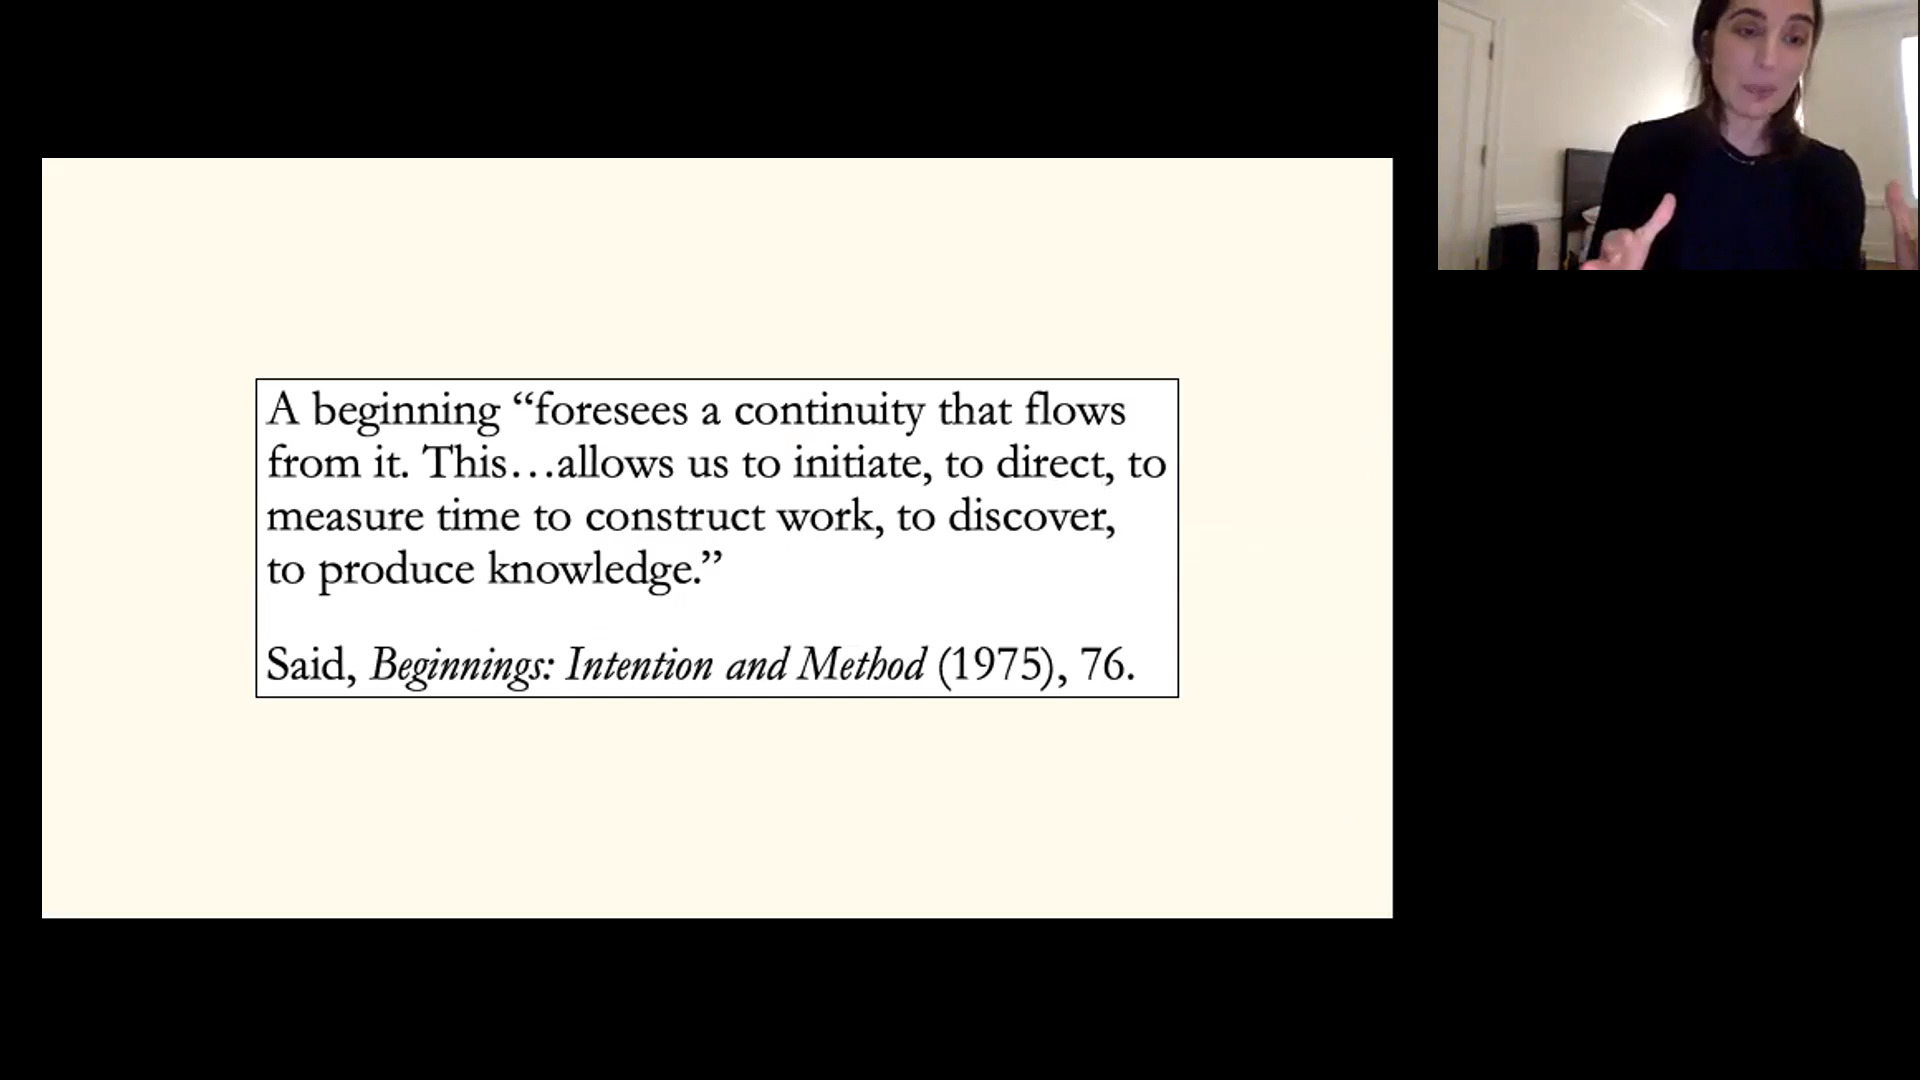 A beginning “foresees a continuity that flows
from it. This…allows us to initiate, to direct, to
measure time to construct work, to discover,
to produce knowledge.”
Said, Beginnings: Intention and Method (1975), 76.